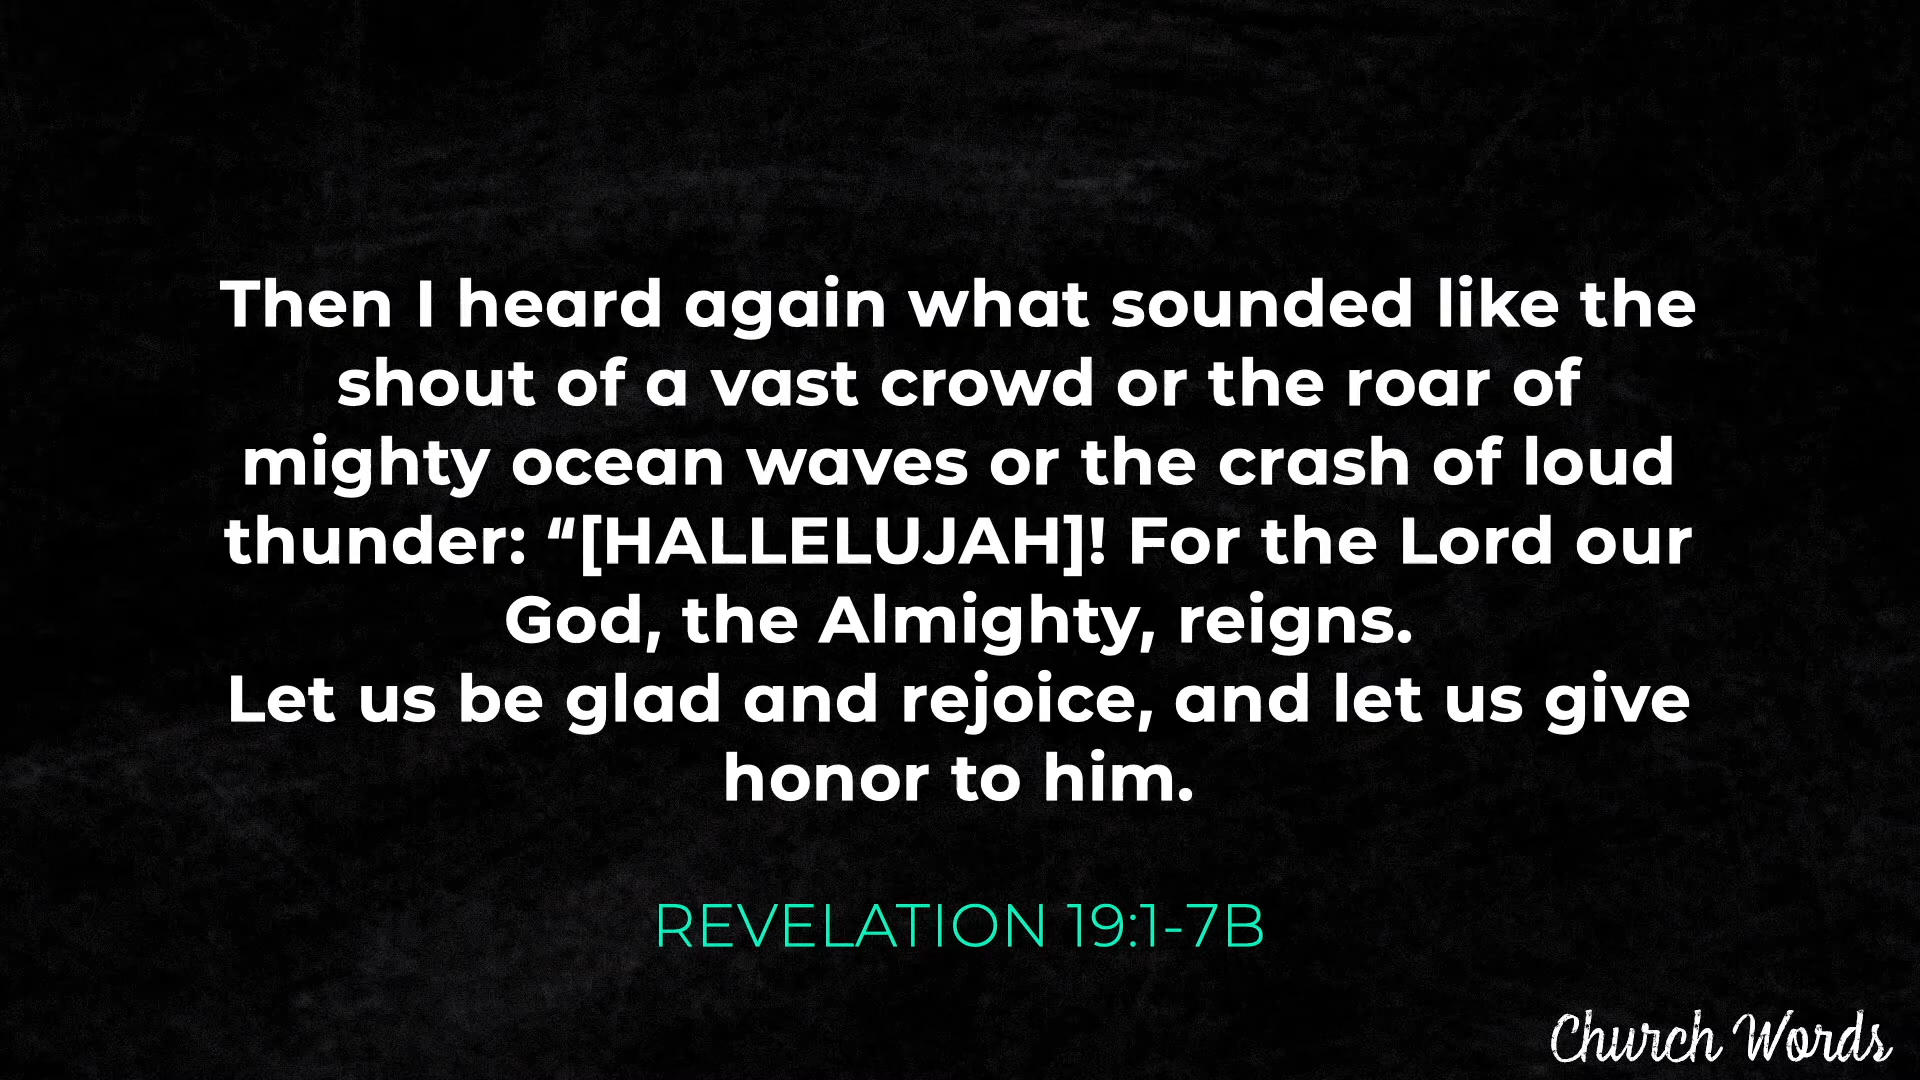 Then I heard again what sounded like the
shout of a vast crowd or the roar of
mighty ocean waves or the crash of loud
thunder: “[HALLELUJAH]! For the Lord our
God, the Almighty, reigns.
Let us be glad and rejoice, and let us give
honor to him.
REVELATION 19:1-7B
Church Words